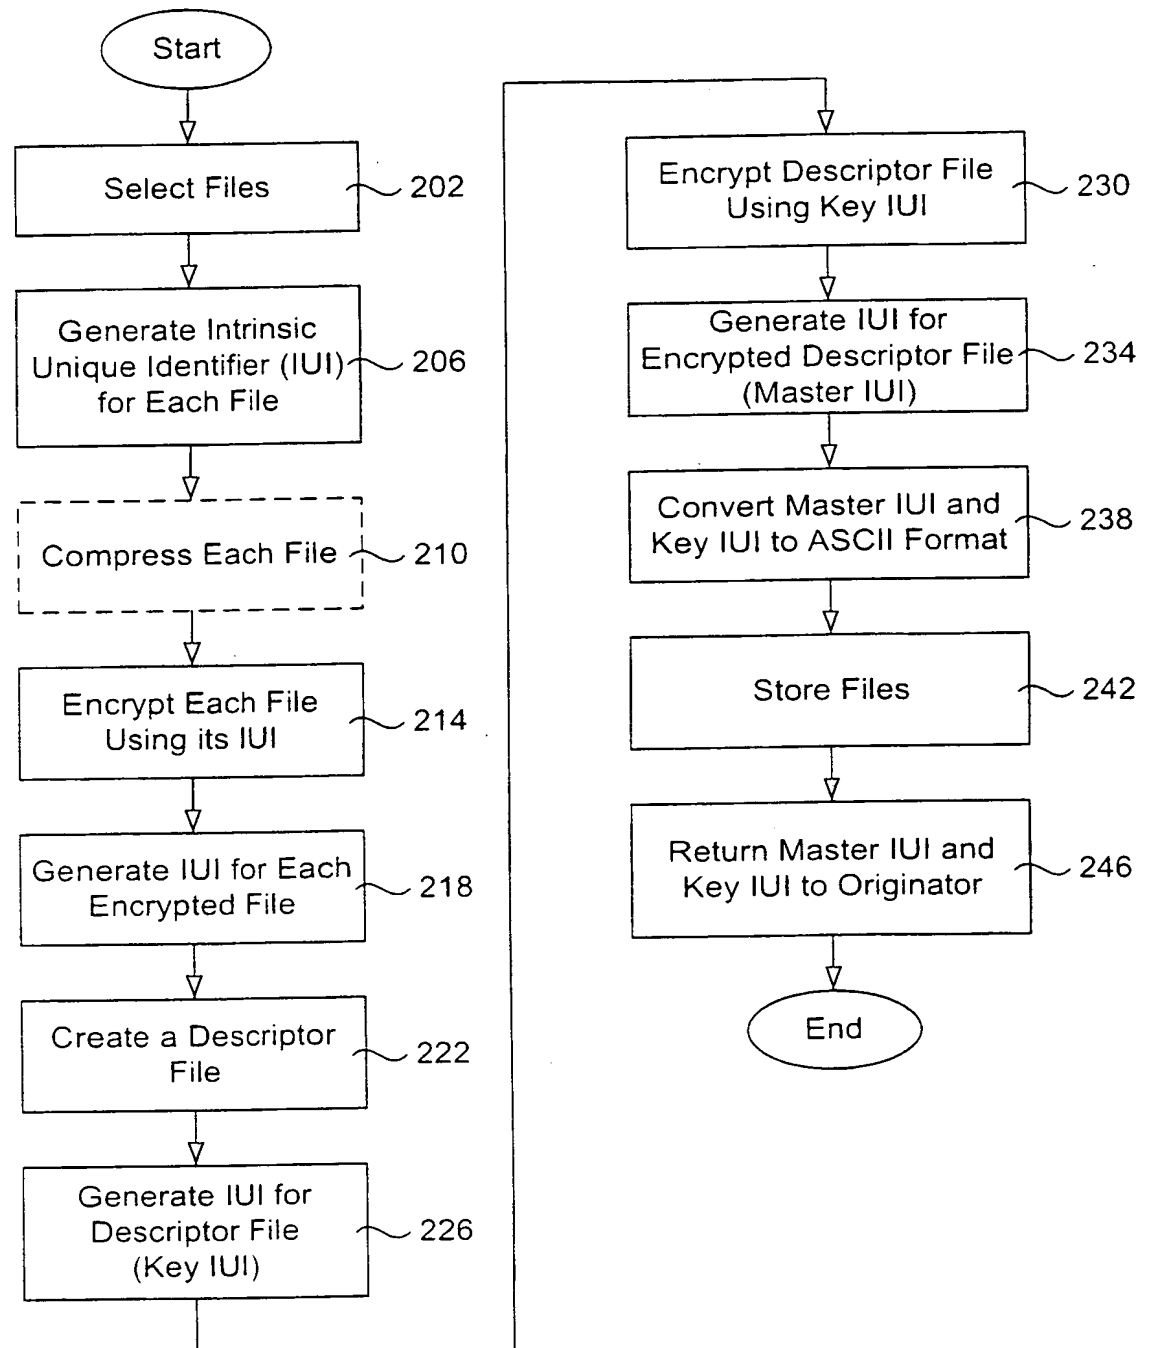 Start
Select Files
202
Generate Intrinsic
Unique Identifier (IUI)
for Each File
206
Compress Each File
210
Encrypt Each File
Using its IUI
214
Generate IUI for Each
Encrypted File
218
Create a Descriptor
File
222
Generate IUI for
Descriptor File
(Key IUI)
226
Encrypt Descriptor File
Using Key IUI
230
Generate IUI for
Encrypted Descriptor File
(Master IUI)
234
Convert Master IUI and
Key IUI to ASCII Format
238
Store Files
242
Return Master IUI and
Key IUI to Originator
246
End